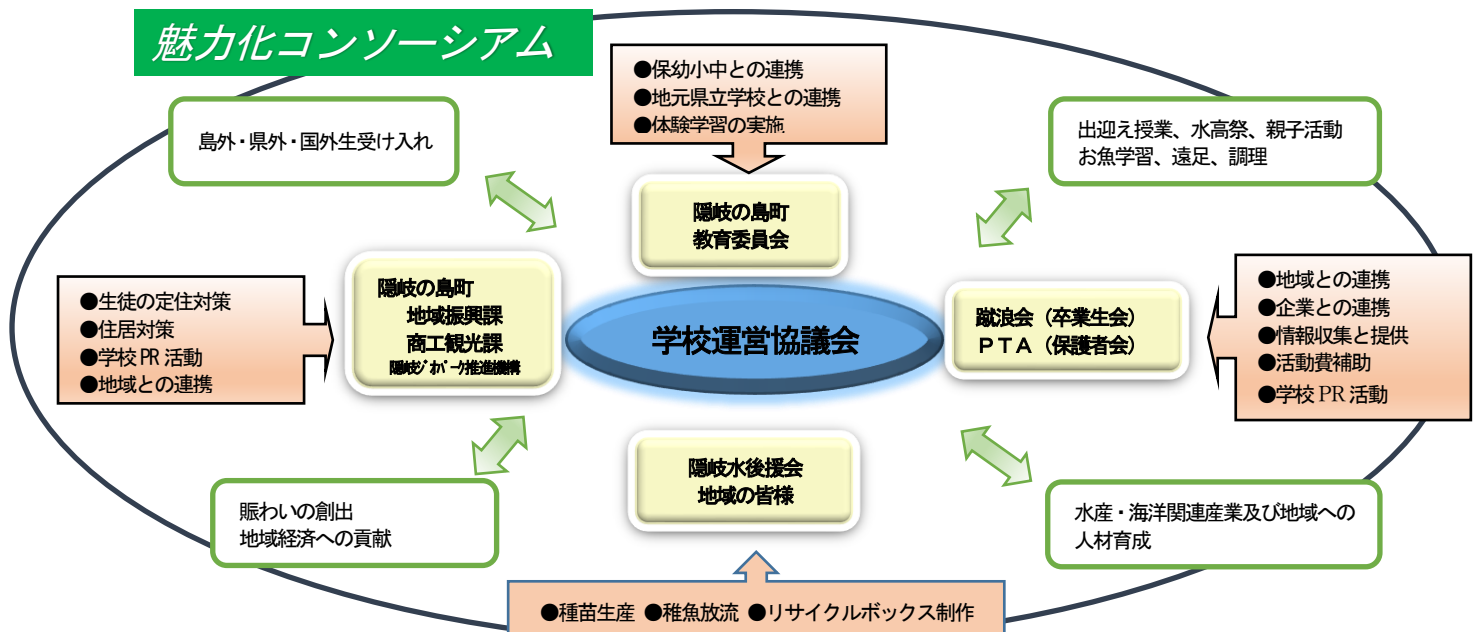 魅力化コンソーシアム
●保幼小中との連携
●地元県立学校との連携
●体験学習の実施
島外・県外・国外生受け入れ
出迎え授業、水高祭、親子活動
お魚学習、遠足、調理
隠岐の島町
教育委員会
●生徒の定住対策
●住居対策
●学校PR活動
●地域との連携
隠岐の島町
地域振興課
商工観光課
隠岐ｼﾞｵﾊﾟｰｸ推進機構
学校運営協議会
蹴浪会（卒業生会）
ＰＴＡ（保護者会）
●地域との連携
●企業との連携
●情報収集と提供
●活動費補助
●学校 PR 活動
隠岐水後援会
地域の皆様
賑わいの創出
地域経済への貢献
水産・海洋関連産業及び地域への
人材育成
●種苗生産 ●稚魚放流 ●リサイクルボックス制作